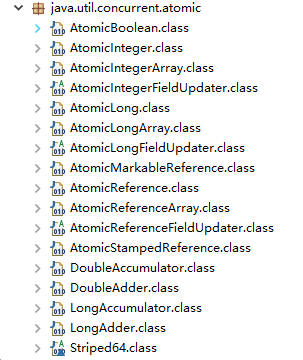 java.util.concurrent.atomic
AtomicBoolean.class
AtomicInteger.class
AtomicIntegerArray.class
AtomicIntegerFieldUpdater.class
AtomicLong.class
AtomicLongArray.class
AtomicLongFieldUpdater.class
AtomicMarkableReference.class
AtomicReference.class
AtomicReferenceArray.class
AtomicReferenceFieldUpdater.class
AtomicStampedReference.class
DoubleAccumulator.class
DoubleAdder.class
LongAccumulator.class
LongAdder.class
Striped64.class